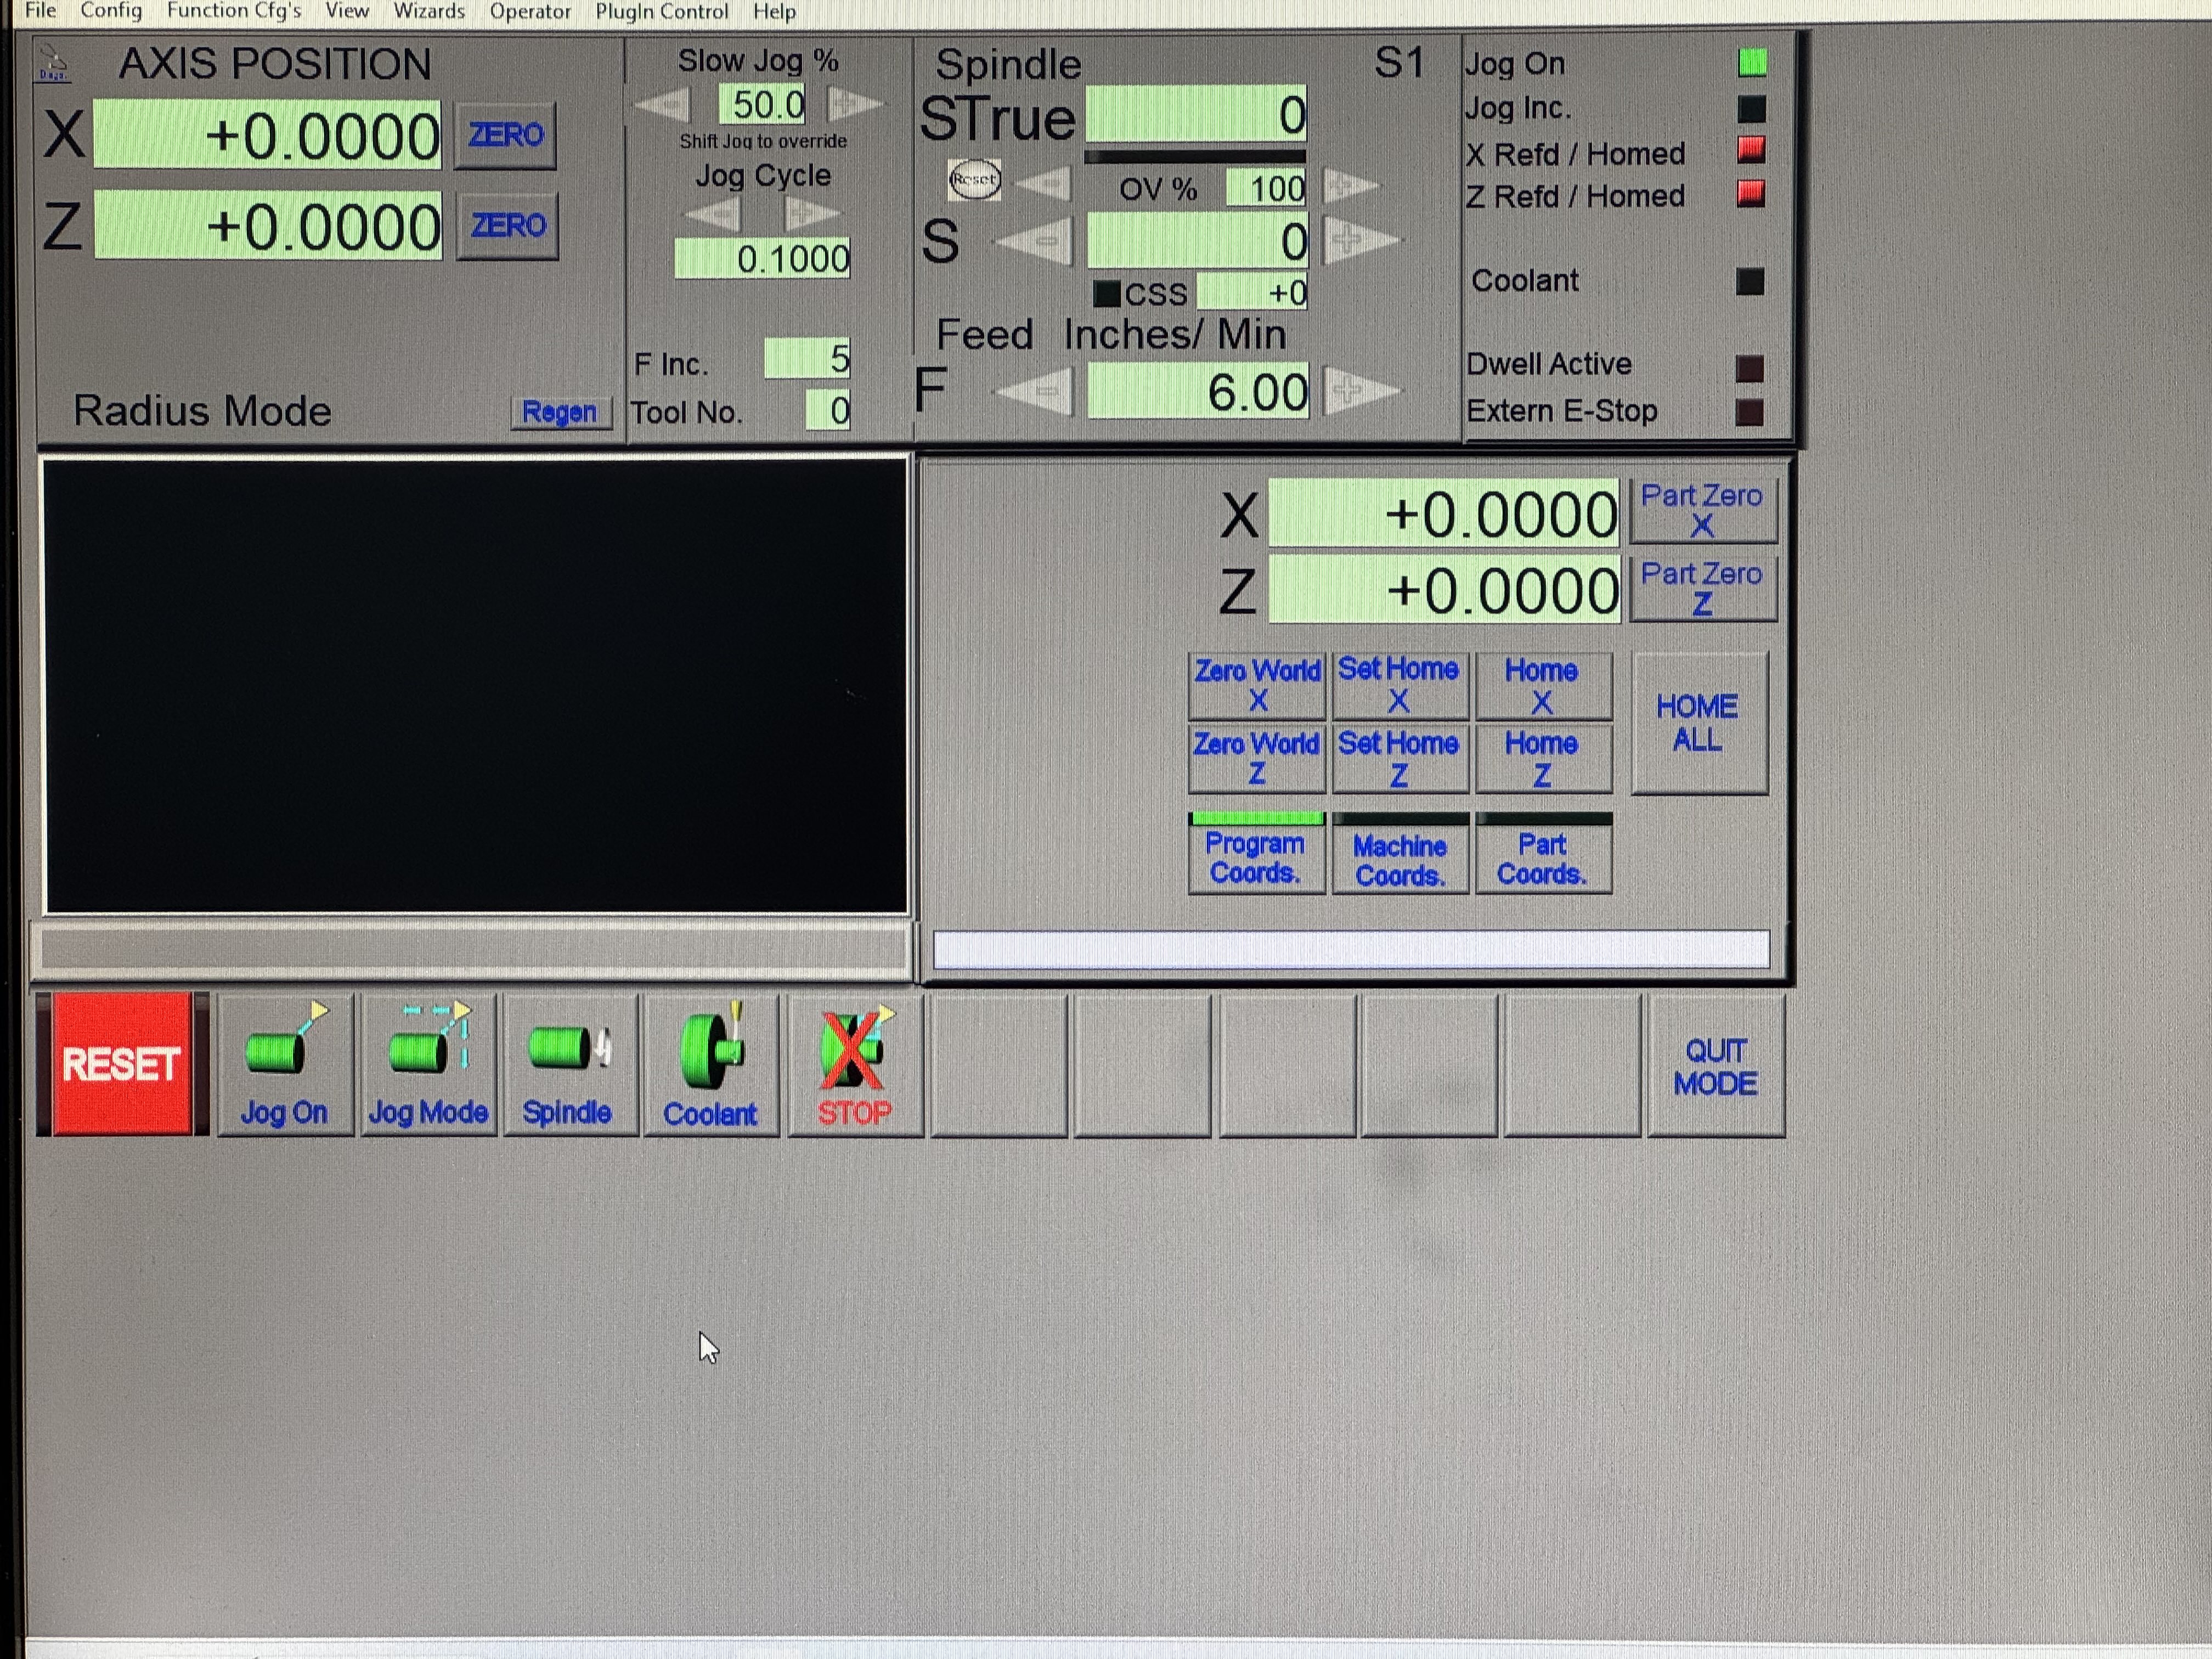 File Config Function Cfg's View Wizards Operator PlugIn Control Help
AXIS POSITION
X +0.0000 ZERO
Z +0.0000 ZERO
Radius Mode Regen
Slow Jog %
50.0
Shift Jog to override
Jog Cycle
0.1000
F Inc. 5
Tool No. 0
Spindle S1
STrue 0
Reset OV % 100
S 0
CSS +0
Feed Inches/ Min
F 6.00
Jog On
Jog Inc.
X Refd / Homed
Z Refd / Homed
Coolant
Dwell Active
Extern E-Stop
X +0.0000 Part Zero
X
Z +0.0000 Part Zero
Z
Zero World Set Home Home
X X X
HOME
ALL
Zero World Set Home Home
Z Z Z
Program Machine Part
Coords. Coords. Coords.
RESET
Jog On
Jog Mode
Spindle
Coolant
STOP
QUIT
MODE